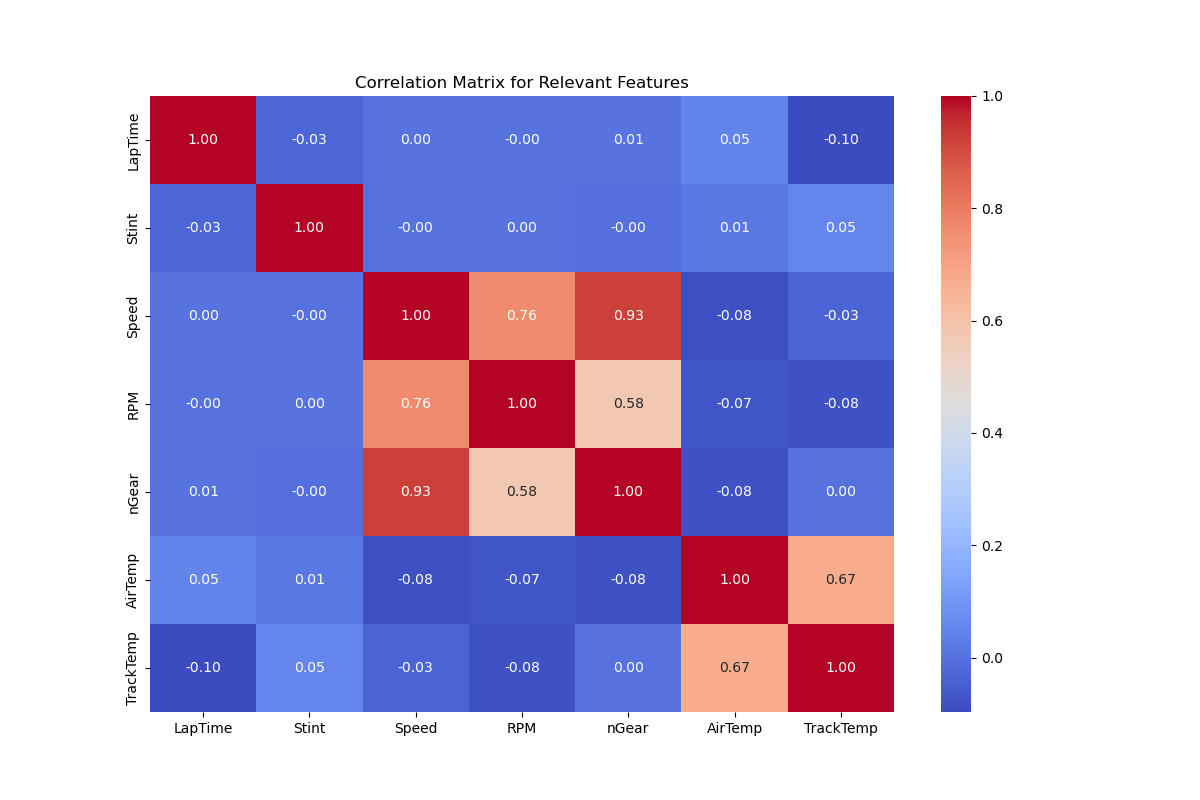 Correlation Matrix for Relevant Features
LapTime 1.00 -0.03 0.00 -0.00 0.01 0.05 -0.10
Stint -0.03 1.00 -0.00 0.00 -0.00 0.01 0.05
Speed 0.00 -0.00 1.00 0.76 0.93 -0.08 -0.03
RPM -0.00 0.00 0.76 1.00 0.58 -0.07 -0.08
nGear 0.01 -0.00 0.93 0.58 1.00 -0.08 0.00
AirTemp 0.05 0.01 -0.08 -0.07 -0.08 1.00 0.67
TrackTemp -0.10 0.05 -0.03 -0.08 0.00 0.67 1.00
LapTime Stint Speed RPM nGear AirTemp TrackTemp
1.0
0.8
0.6
0.4
0.2
0.0